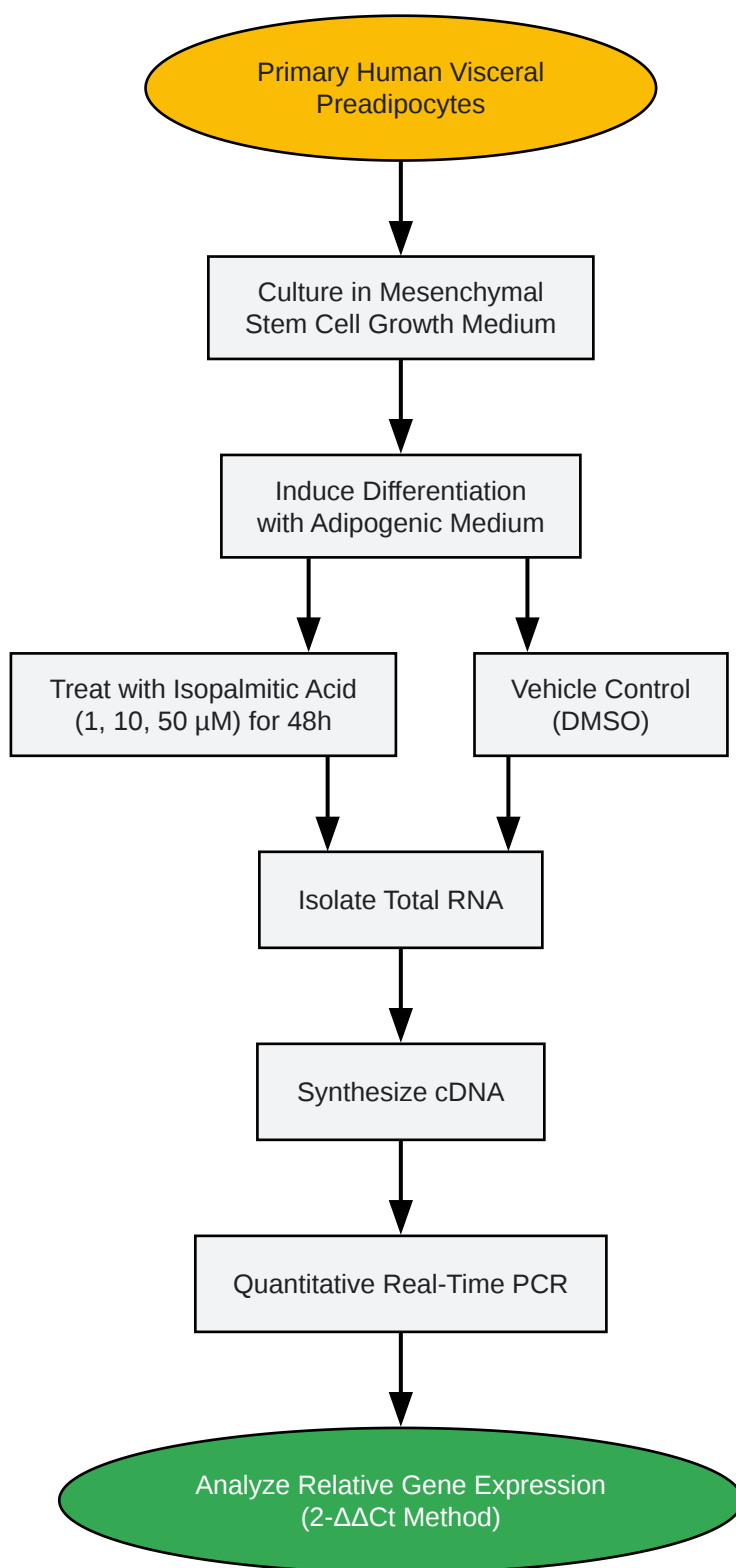 Primary Human Visceral
Preadipocytes
Culture in Mesenchymal
Stem Cell Growth Medium
Induce Differentiation
with Adipogenic Medium
Treat with Isopalmitic Acid
(1, 10, 50 µM) for 48h
Vehicle Control
(DMSO)
Isolate Total RNA
Synthesize cDNA
Quantitative Real-Time PCR
Analyze Relative Gene Expression
(2-ΔΔCt Method)